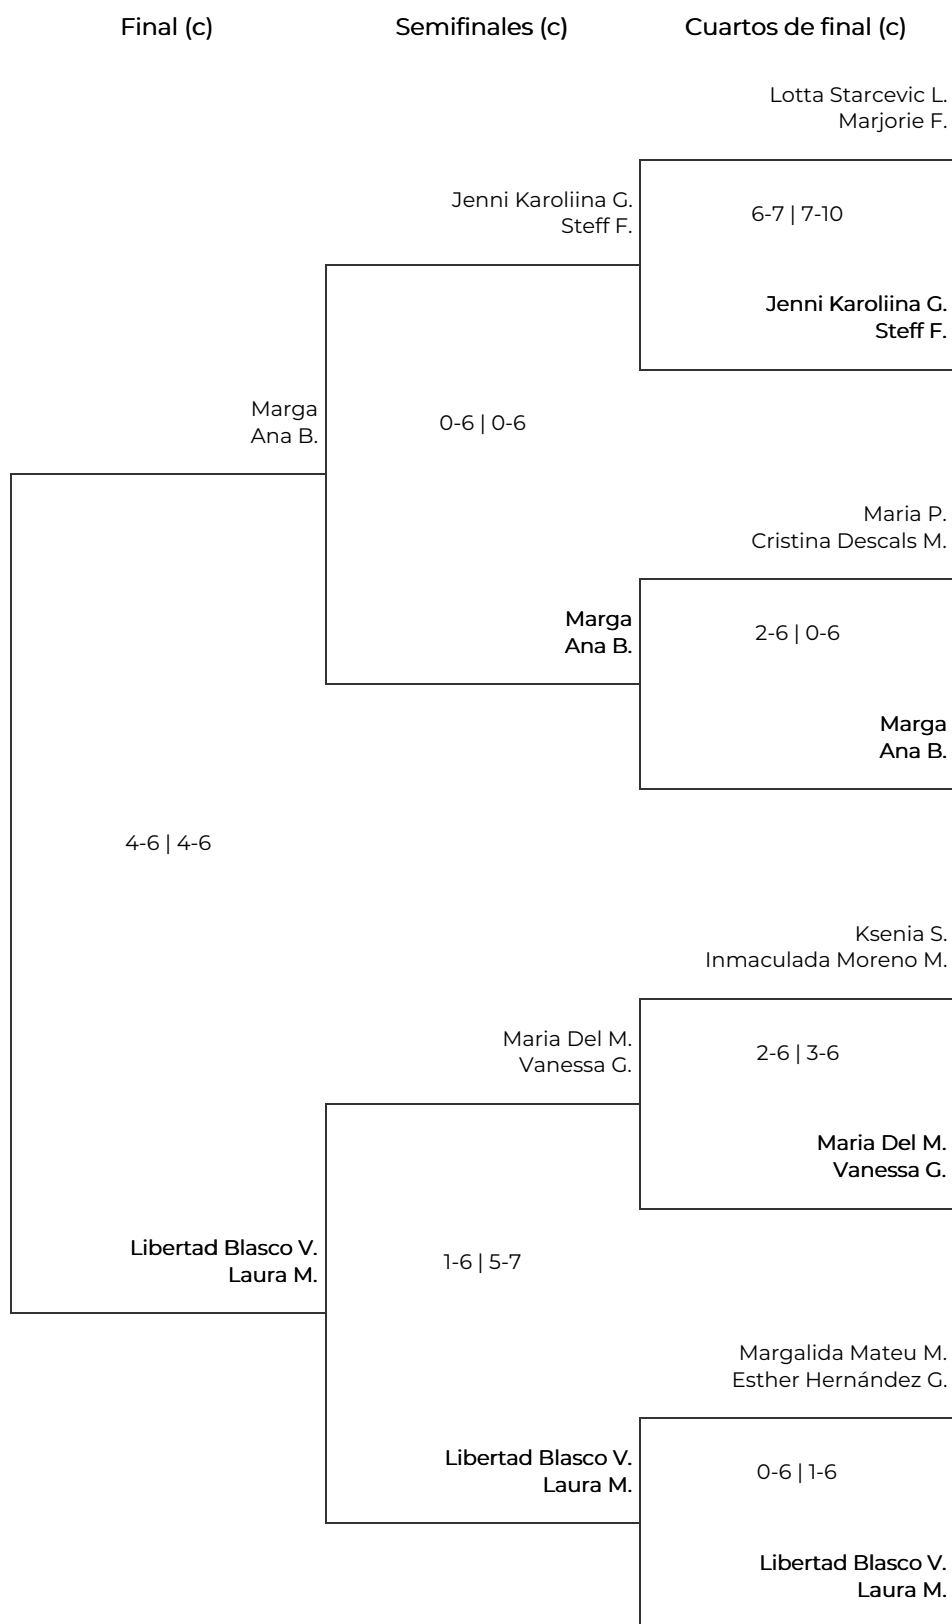 Final (c)
Semifinales (c)
Cuartos de final (c)
Lotta Starcevic L.
Marjorie F.
Jenni Karoliina G.
Steff F.
6-7 | 7-10
Jenni Karoliina G.
Steff F.
Marga
Ana B.
0-6 | 0-6
Maria P.
Cristina Descals M.
Marga
Ana B.
2-6 | 0-6
Marga
Ana B.
4-6 | 4-6
Ksenia S.
Inmaculada Moreno M.
Maria Del M.
Vanessa G.
2-6 | 3-6
Maria Del M.
Vanessa G.
Libertad Blasco V.
Laura M.
1-6 | 5-7
Margalida Mateu M.
Esther Hernández G.
Libertad Blasco V.
Laura M.
0-6 | 1-6
Libertad Blasco V.
Laura M.